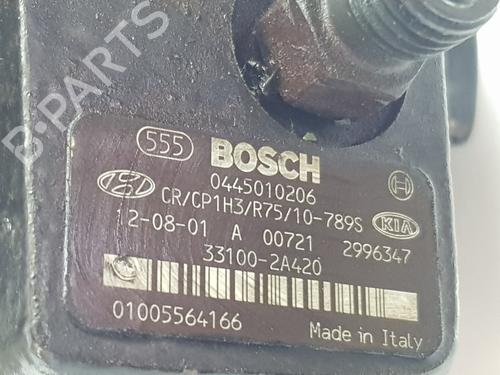 B-PARTS
555 BOSCH
0445010206
CR/CP1H3/R75/10-789S
KIA
12-08-01 A 00721 2996347
33100-2A420
01005564166 Made in Italy